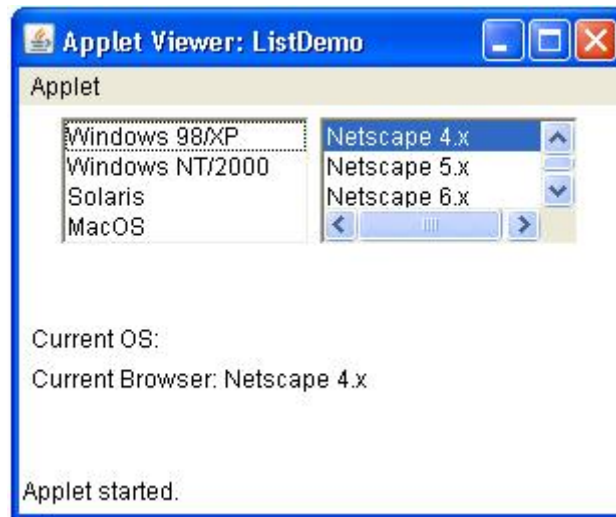 Applet Viewer: ListDemo
Applet
Windows 98/XP
Windows NT/2000
Solaris
MacOS
Netscape 4.x
Netscape 5.x
Netscape 6.x
Current OS:
Current Browser: Netscape 4.x
Applet started.